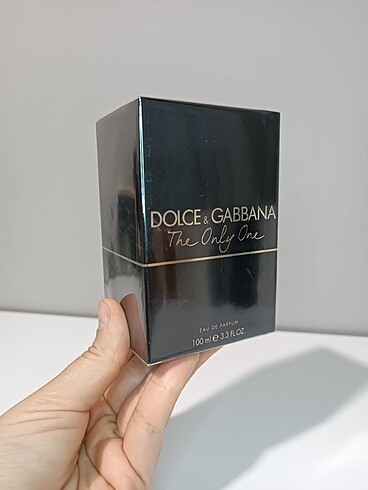 DOLCE & GABBANA
The Only One
EAU DE PARFUM
100 ml ℮ 3.3 FL.OZ.